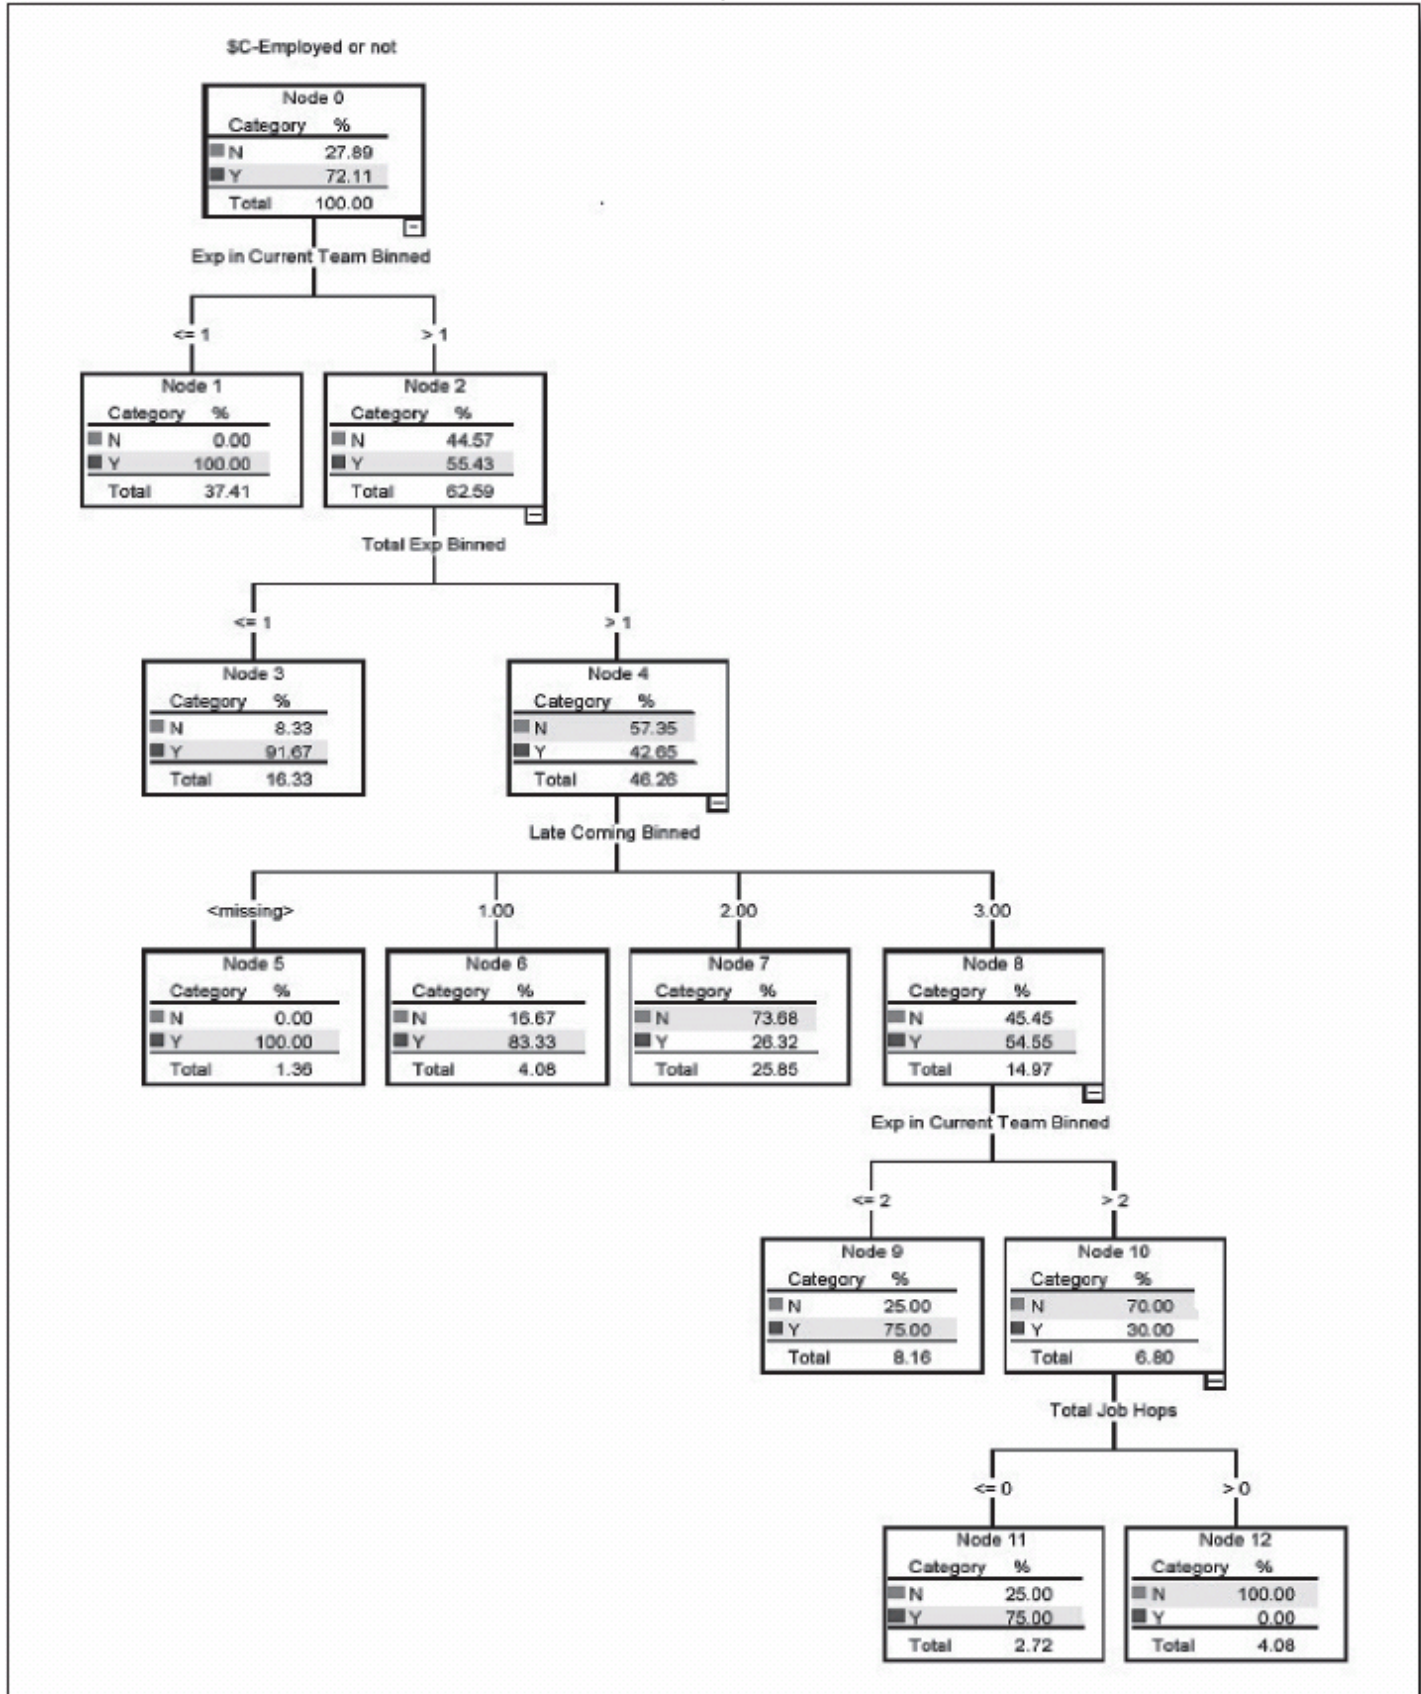 $C-Employed or not
Node 0
Category %
N 27.89
Y 72.11
Total 100.00
Exp in Current Team Binned
<= 1
> 1
Node 1
Category %
N 0.00
Y 100.00
Total 37.41
Node 2
Category %
N 44.57
Y 55.43
Total 62.59
Total Exp Binned
<= 1
> 1
Node 3
Category %
N 8.33
Y 91.67
Total 16.33
Node 4
Category %
N 57.35
Y 42.65
Total 46.26
Late Coming Binned
<missing>
1.00
2.00
3.00
Node 5
Category %
N 0.00
Y 100.00
Total 1.36
Node 6
Category %
N 16.67
Y 83.33
Total 4.08
Node 7
Category %
N 73.68
Y 26.32
Total 25.85
Node 8
Category %
N 45.45
Y 54.55
Total 14.97
Exp in Current Team Binned
<= 2
> 2
Node 9
Category %
N 25.00
Y 75.00
Total 8.16
Node 10
Category %
N 70.00
Y 30.00
Total 6.80
Total Job Hops
<= 0
> 0
Node 11
Category %
N 25.00
Y 75.00
Total 2.72
Node 12
Category %
N 100.00
Y 0.00
Total 4.08